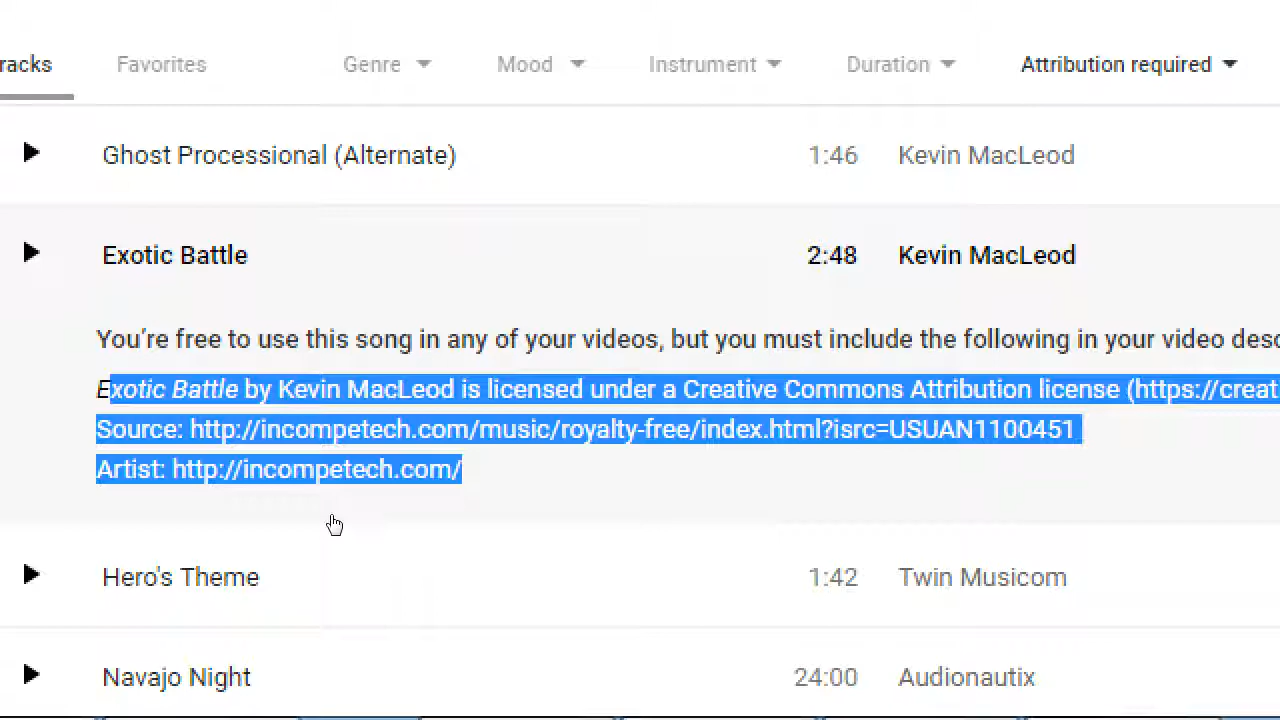 racks Favorites Genre Mood Instrument Duration Attribution required
Ghost Processional (Alternate) 1:46 Kevin MacLeod
Exotic Battle 2:48 Kevin MacLeod
You're free to use this song in any of your videos, but you must include the following in your video desc
Exotic Battle by Kevin MacLeod is licensed under a Creative Commons Attribution license (https://creat
Source: http://incompetech.com/music/royalty-free/index.html?isrc=USUAN1100451
Artist: http://incompetech.com/
Hero's Theme 1:42 Twin Musicom
Navajo Night 24:00 Audionautix